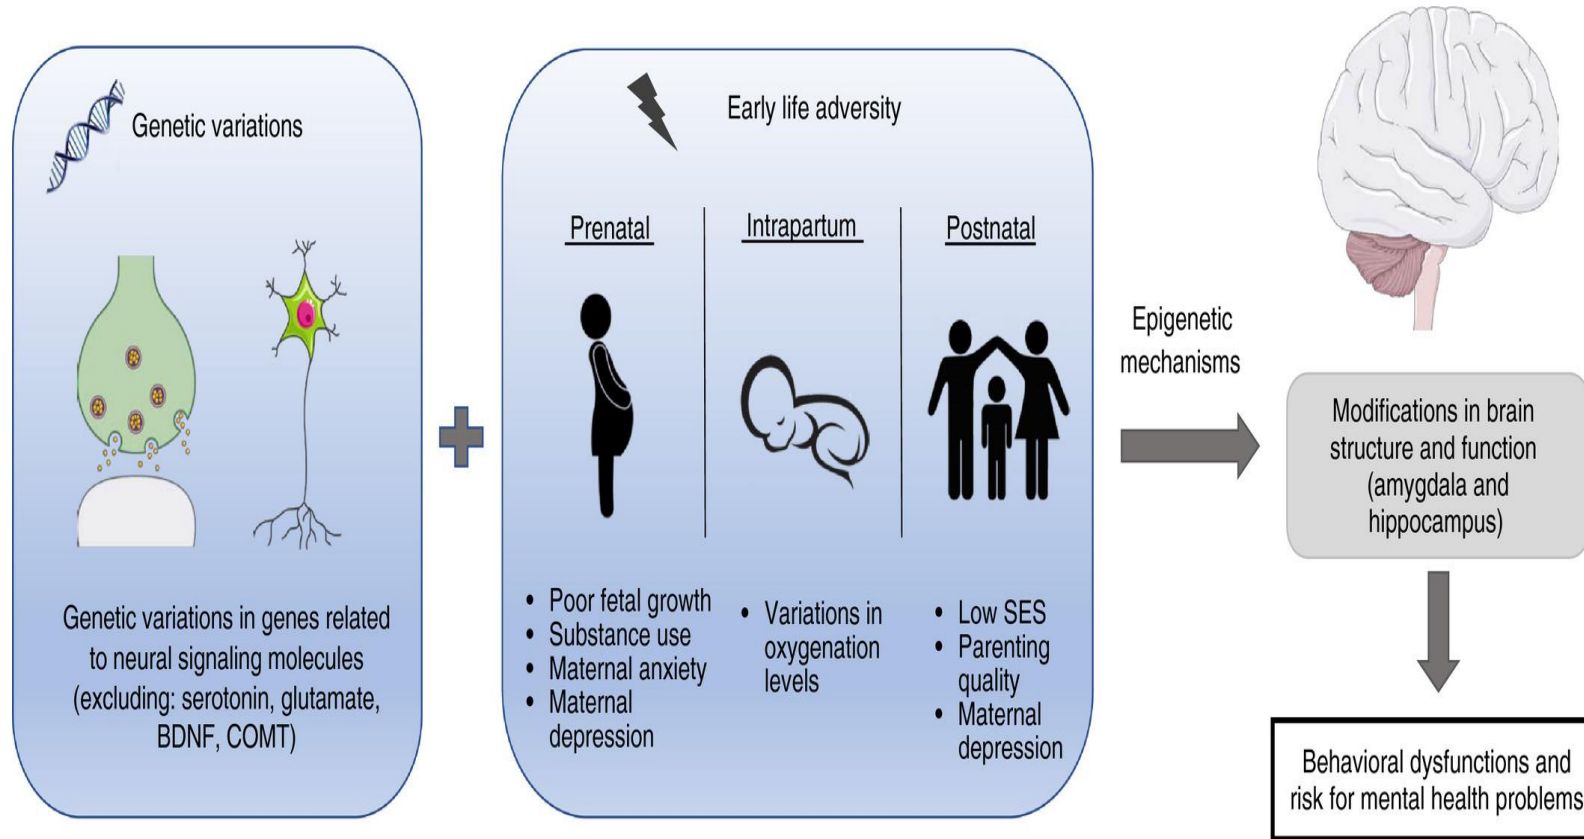 Genetic variations
Genetic variations in genes related
to neural signaling molecules
(excluding: serotonin, glutamate,
BDNF, COMT)
Early life adversity
Prenatal
• Poor fetal growth
• Substance use
• Maternal anxiety
• Maternal
depression
Intrapartum
• Variations in
oxygenation
levels
Postnatal
• Low SES
• Parenting
quality
• Maternal
depression
Epigenetic
mechanisms
Modifications in brain
structure and function
(amygdala and
hippocampus)
Behavioral dysfunctions and
risk for mental health problems